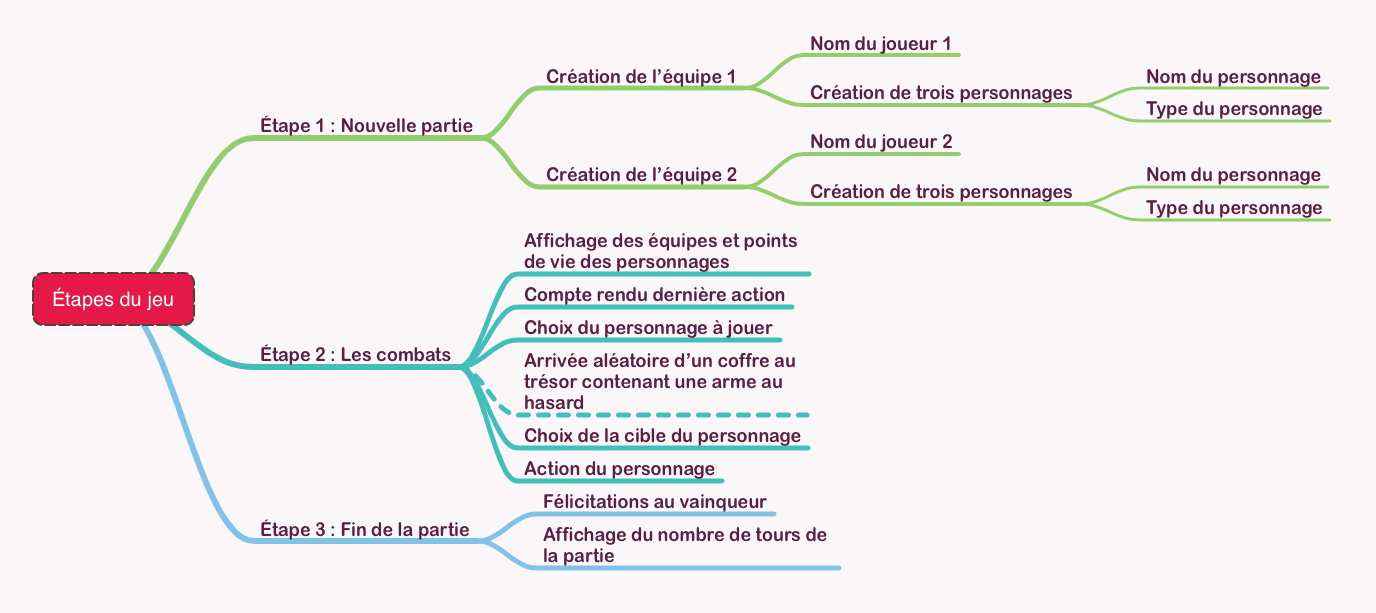 Étapes du jeu
Étape 1 : Nouvelle partie
Création de l’équipe 1
Nom du joueur 1
Création de trois personnages
Nom du personnage
Type du personnage
Création de l’équipe 2
Nom du joueur 2
Création de trois personnages
Nom du personnage
Type du personnage
Étape 2 : Les combats
Affichage des équipes et points
de vie des personnages
Compte rendu dernière action
Choix du personnage à jouer
Arrivée aléatoire d’un coffre au
trésor contenant une arme au
hasard
Choix de la cible du personnage
Action du personnage
Étape 3 : Fin de la partie
Félicitations au vainqueur
Affichage du nombre de tours de
la partie